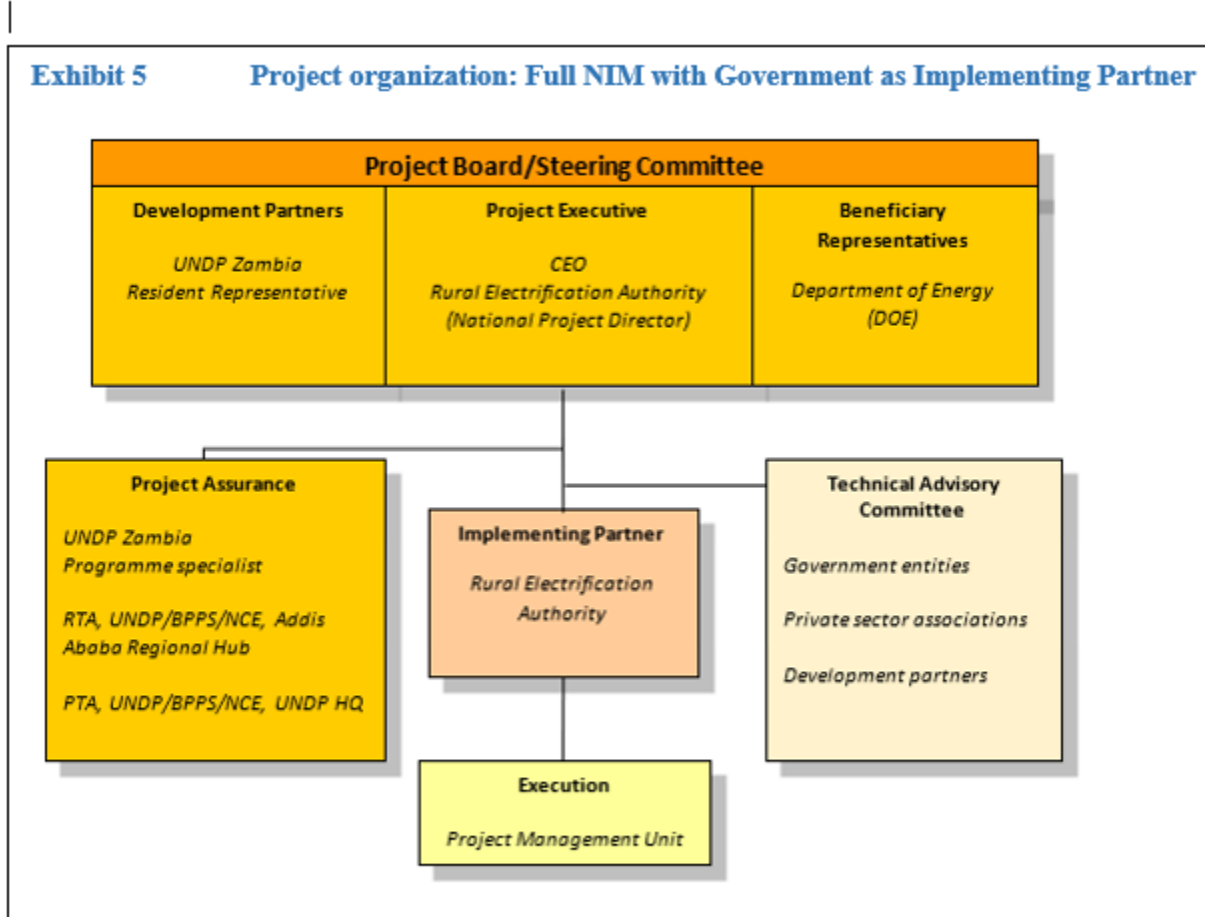 Exhibit 5 Project organization: Full NIM with Government as Implementing Partner
Project Board/Steering Committee
Development Partners
UNDP Zambia
Resident Representative
Project Executive
CEO
Rural Electrification Authority
(National Project Director)
Beneficiary
Representatives
Department of Energy
(DOE)
Project Assurance
UNDP Zambia
Programme specialist
RTA, UNDP/BPPS/NCE, Addis
Ababa Regional Hub
PTA, UNDP/BPPS/NCE, UNDP HQ
Implementing Partner
Rural Electrification
Authority
Technical Advisory
Committee
Government entities
Private sector associations
Development partners
Execution
Project Management Unit